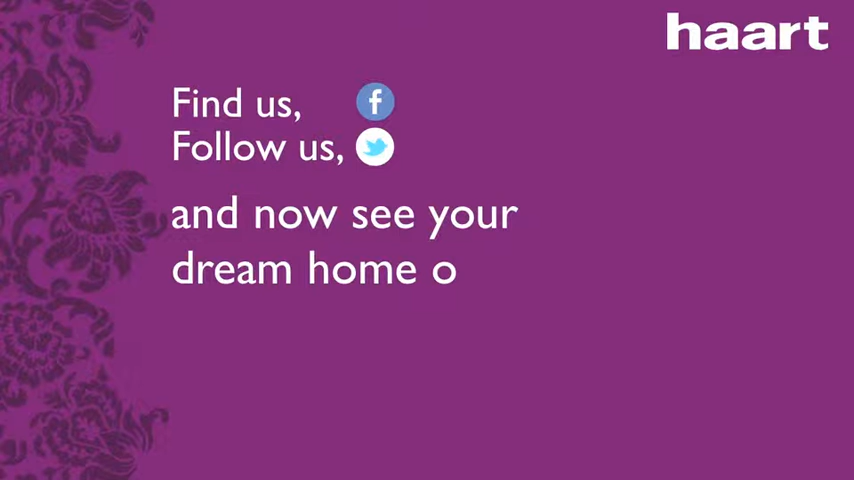 haart
Find us,
Follow us,
and now see your
dream home o